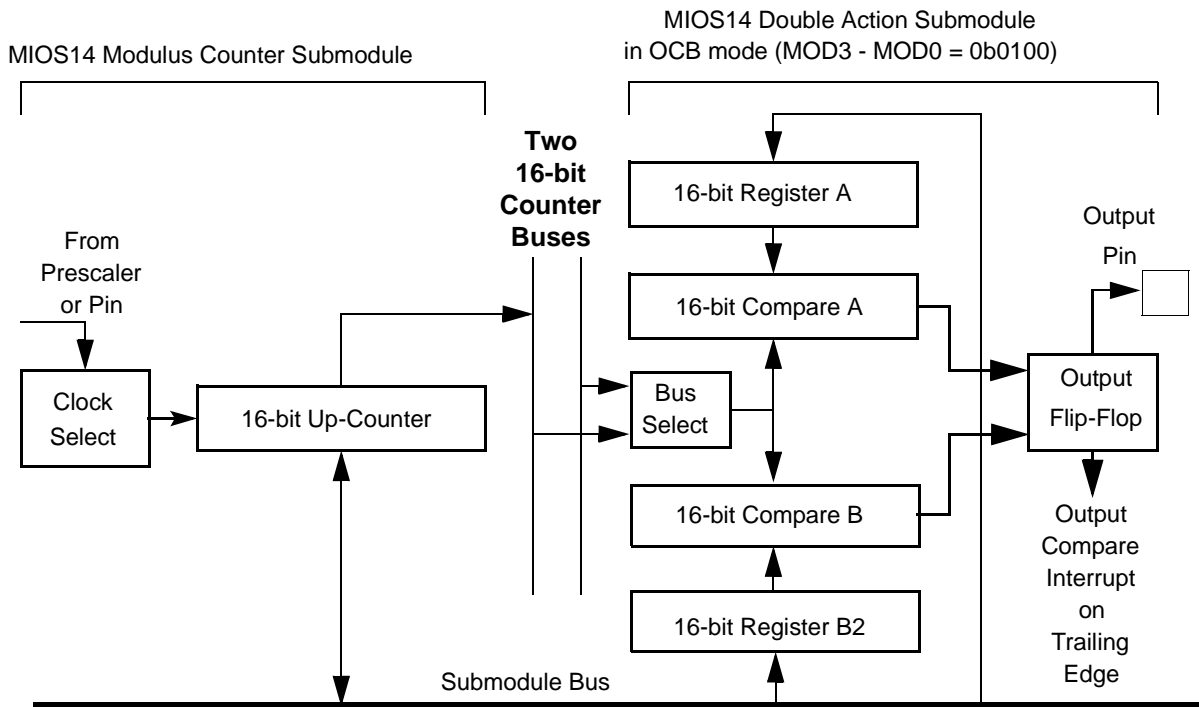 MIOS14 Modulus Counter Submodule
MIOS14 Double Action Submodule
in OCB mode (MOD3 - MOD0 = 0b0100)
Two
16-bit
Counter
Buses
From
Prescaler
or Pin
Clock
Select
16-bit Up-Counter
Bus
Select
16-bit Register A
16-bit Compare A
16-bit Compare B
16-bit Register B2
Output
Pin
Output
Flip-Flop
Output
Compare
Interrupt
on
Trailing
Edge
Submodule Bus